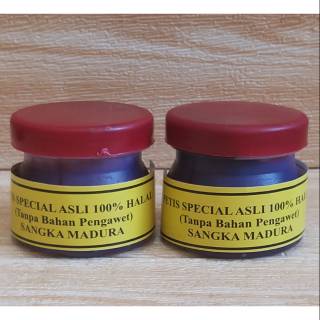 TIS SPECIAL ASLI 100% HALAL
(Tanpa Bahan Pengawet)
SANGKA MADURA
PETIS SPECIAL ASLI 100% HALA
(Tanpa Bahan Pengawet)
SANGKA MADURA